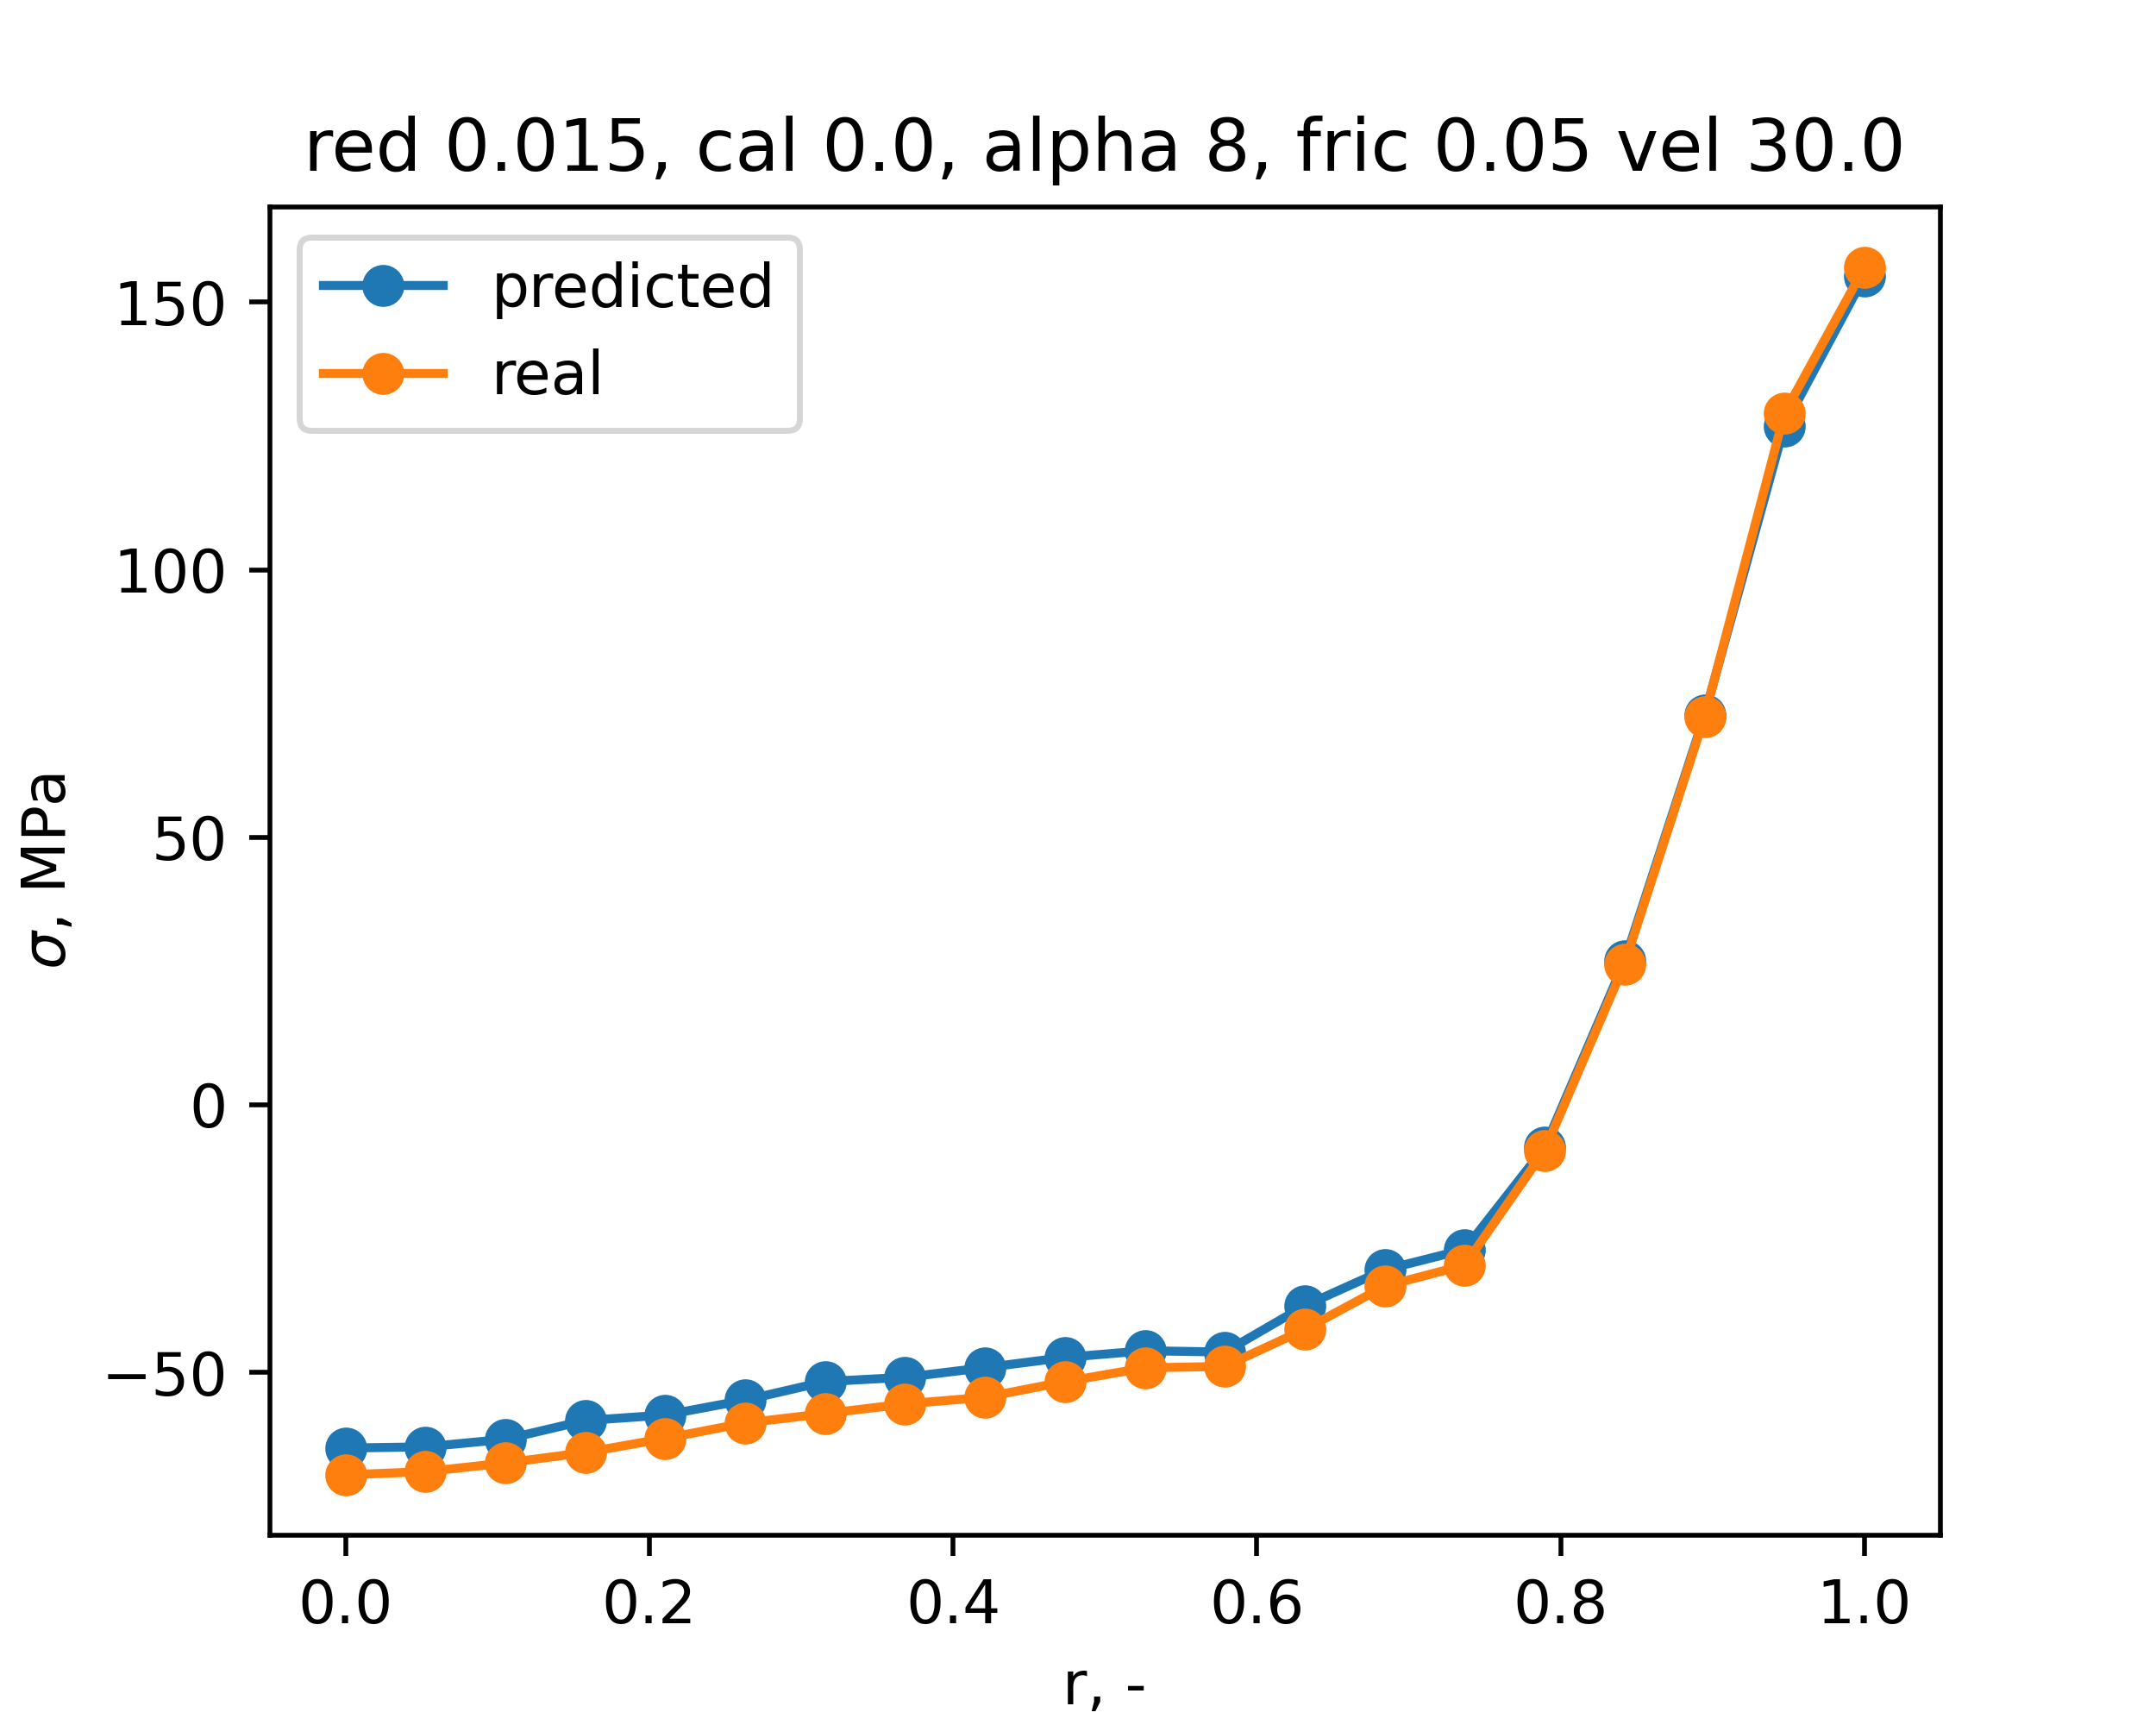 red 0.015, cal 0.0, alpha 8, fric 0.05 vel 30.0
predicted
real
150
100
50
0
−50
σ, MPa
0.0 0.2 0.4 0.6 0.8 1.0
r, -